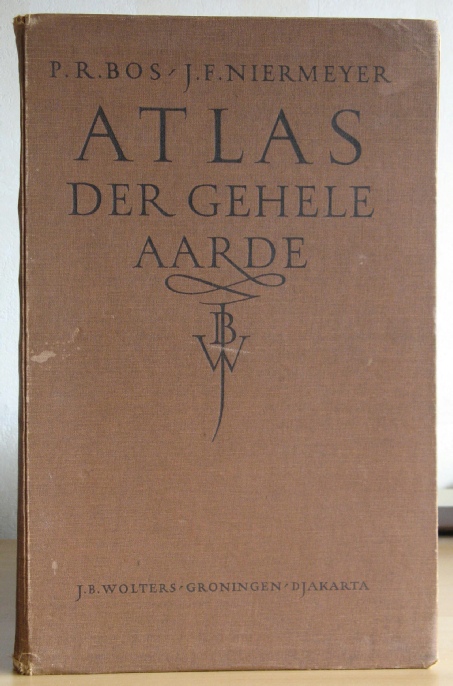 P.R.BOS-J.F.NIERMEYER
ATLAS
DER GEHELE
AARDE
JBW
J.B.WOLTERS-GRONINGEN-DJAKARTA